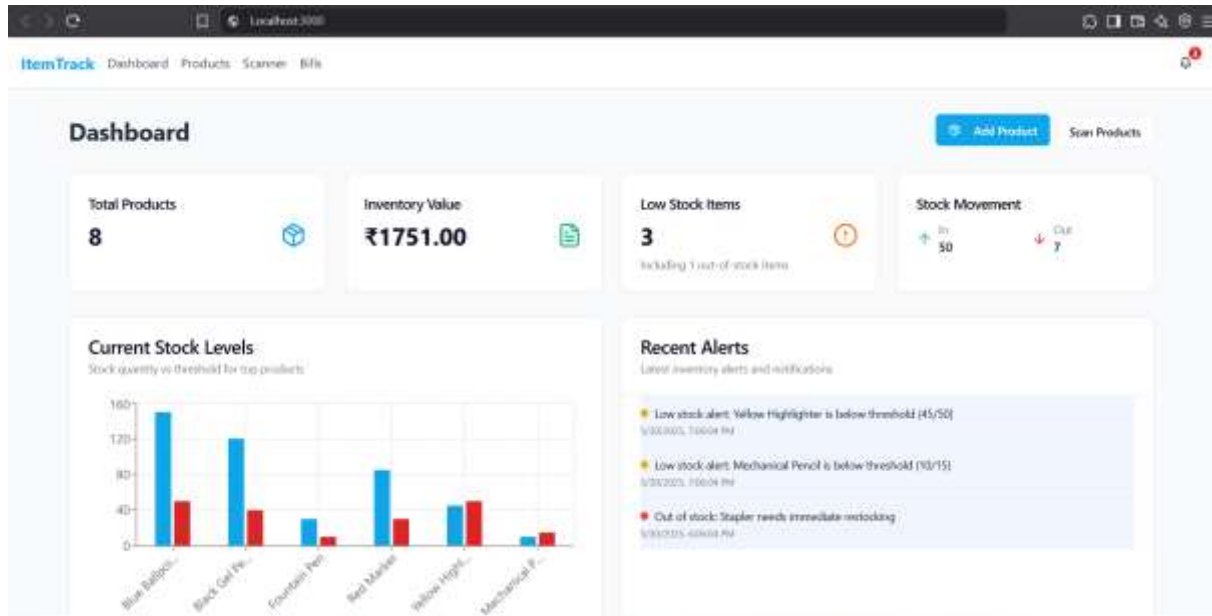 Localhost:3000
ItemTrack Dashboard Products Scanner Bills
Dashboard
Add Product
Scan Products
Total Products
8
Inventory Value
₹1751.00
Low Stock Items
3
Including 1 out-of-stock items
Stock Movement
In
50
Out
7
Current Stock Levels
Stock quantity vs threshold for top products
160
120
80
40
0
Blue Ballpoi...
Black Gel Pe...
Fountain Pen
Red Marker
Yellow Highl...
Mechanical P...
Recent Alerts
Latest inventory alerts and notifications
Low stock alert: Yellow Highlighter is below threshold (45/50)
Low stock alert: Mechanical Pencil is below threshold (10/15)
Out of stock: Stapler needs immediate restocking